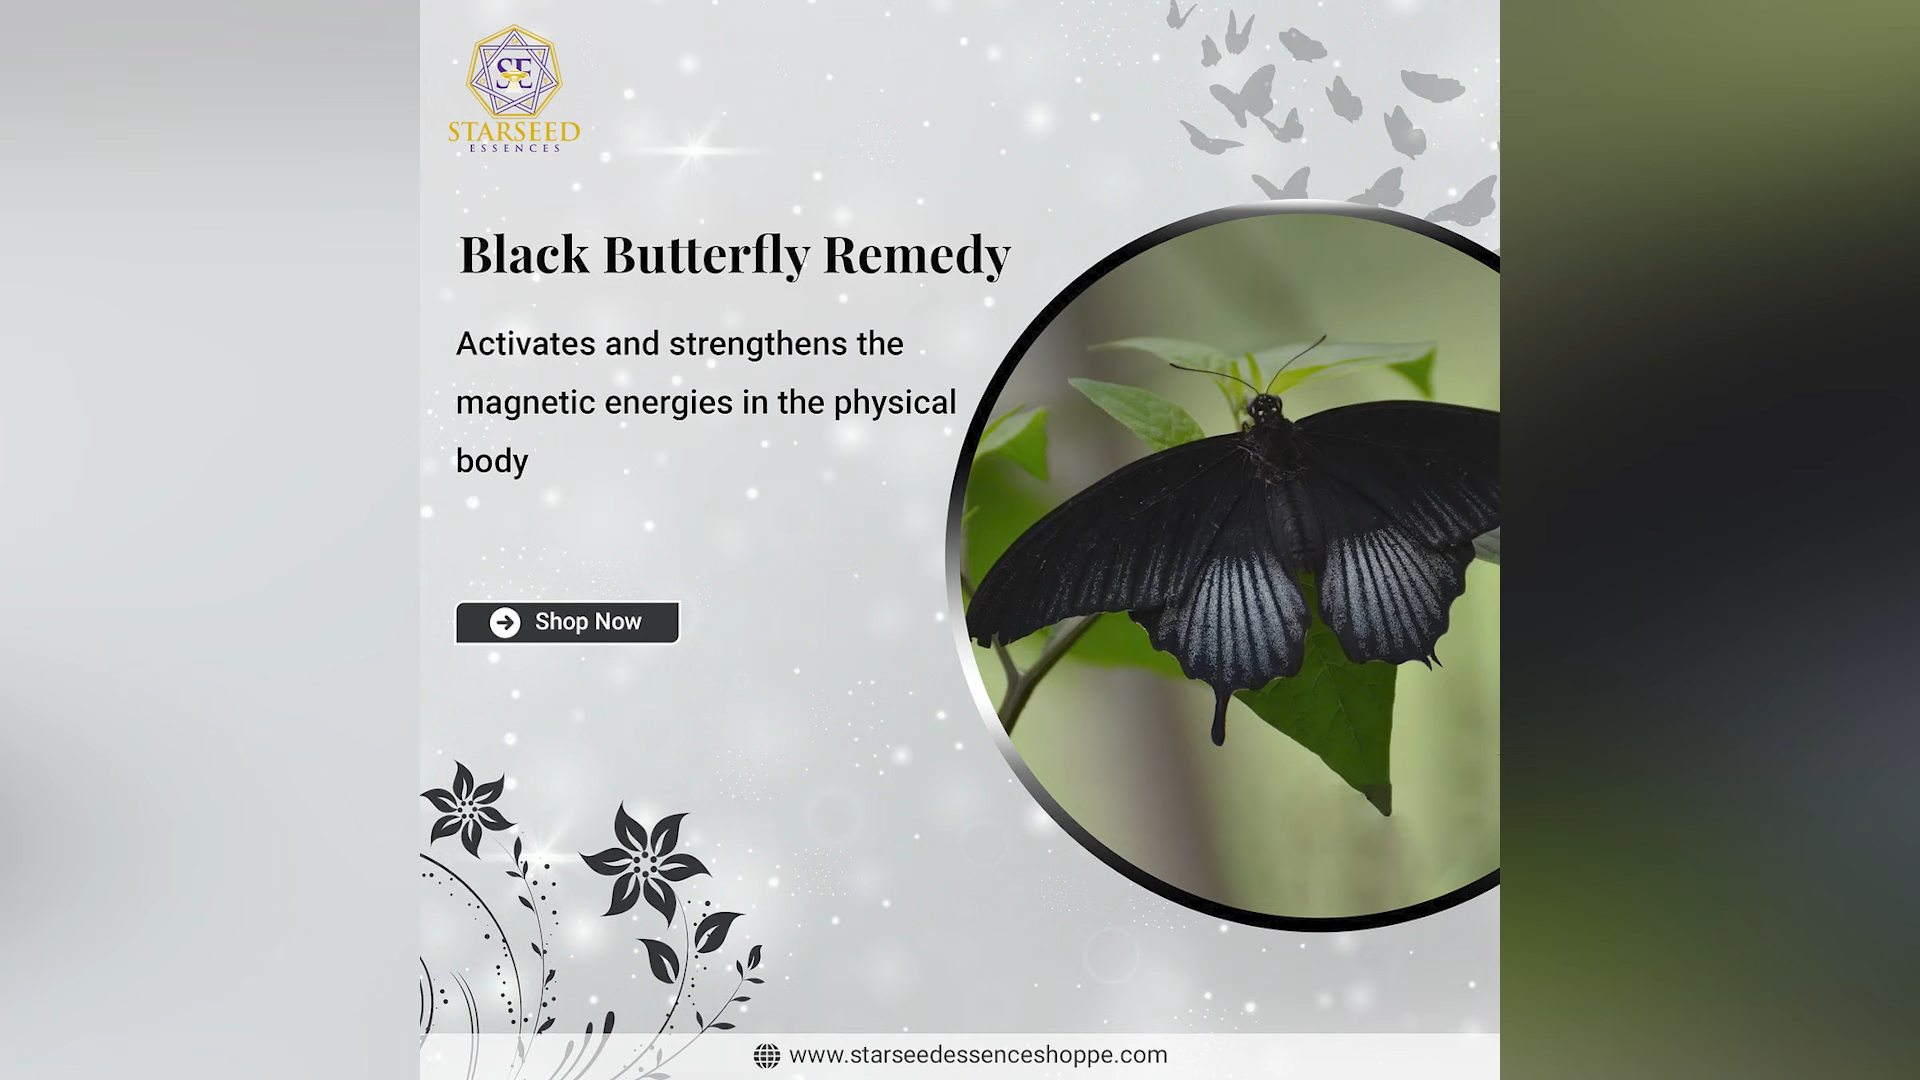 SE
STARSEED
ESSENCES
Black Butterfly Remedy
Activates and strengthens the
magnetic energies in the physical
body
Shop Now
www.starseedessenceshoppe.com